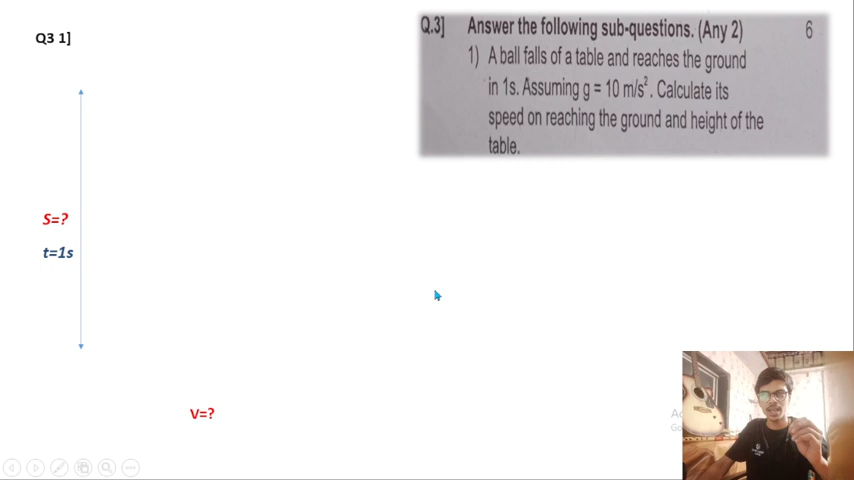 Q3 1]
Q.3] Answer the following sub-questions. (Any 2) 6
1) A ball falls of a table and reaches the ground
in 1s. Assuming g = 10 m/s². Calculate its
speed on reaching the ground and height of the
table.
S=?
t=1s
V=?